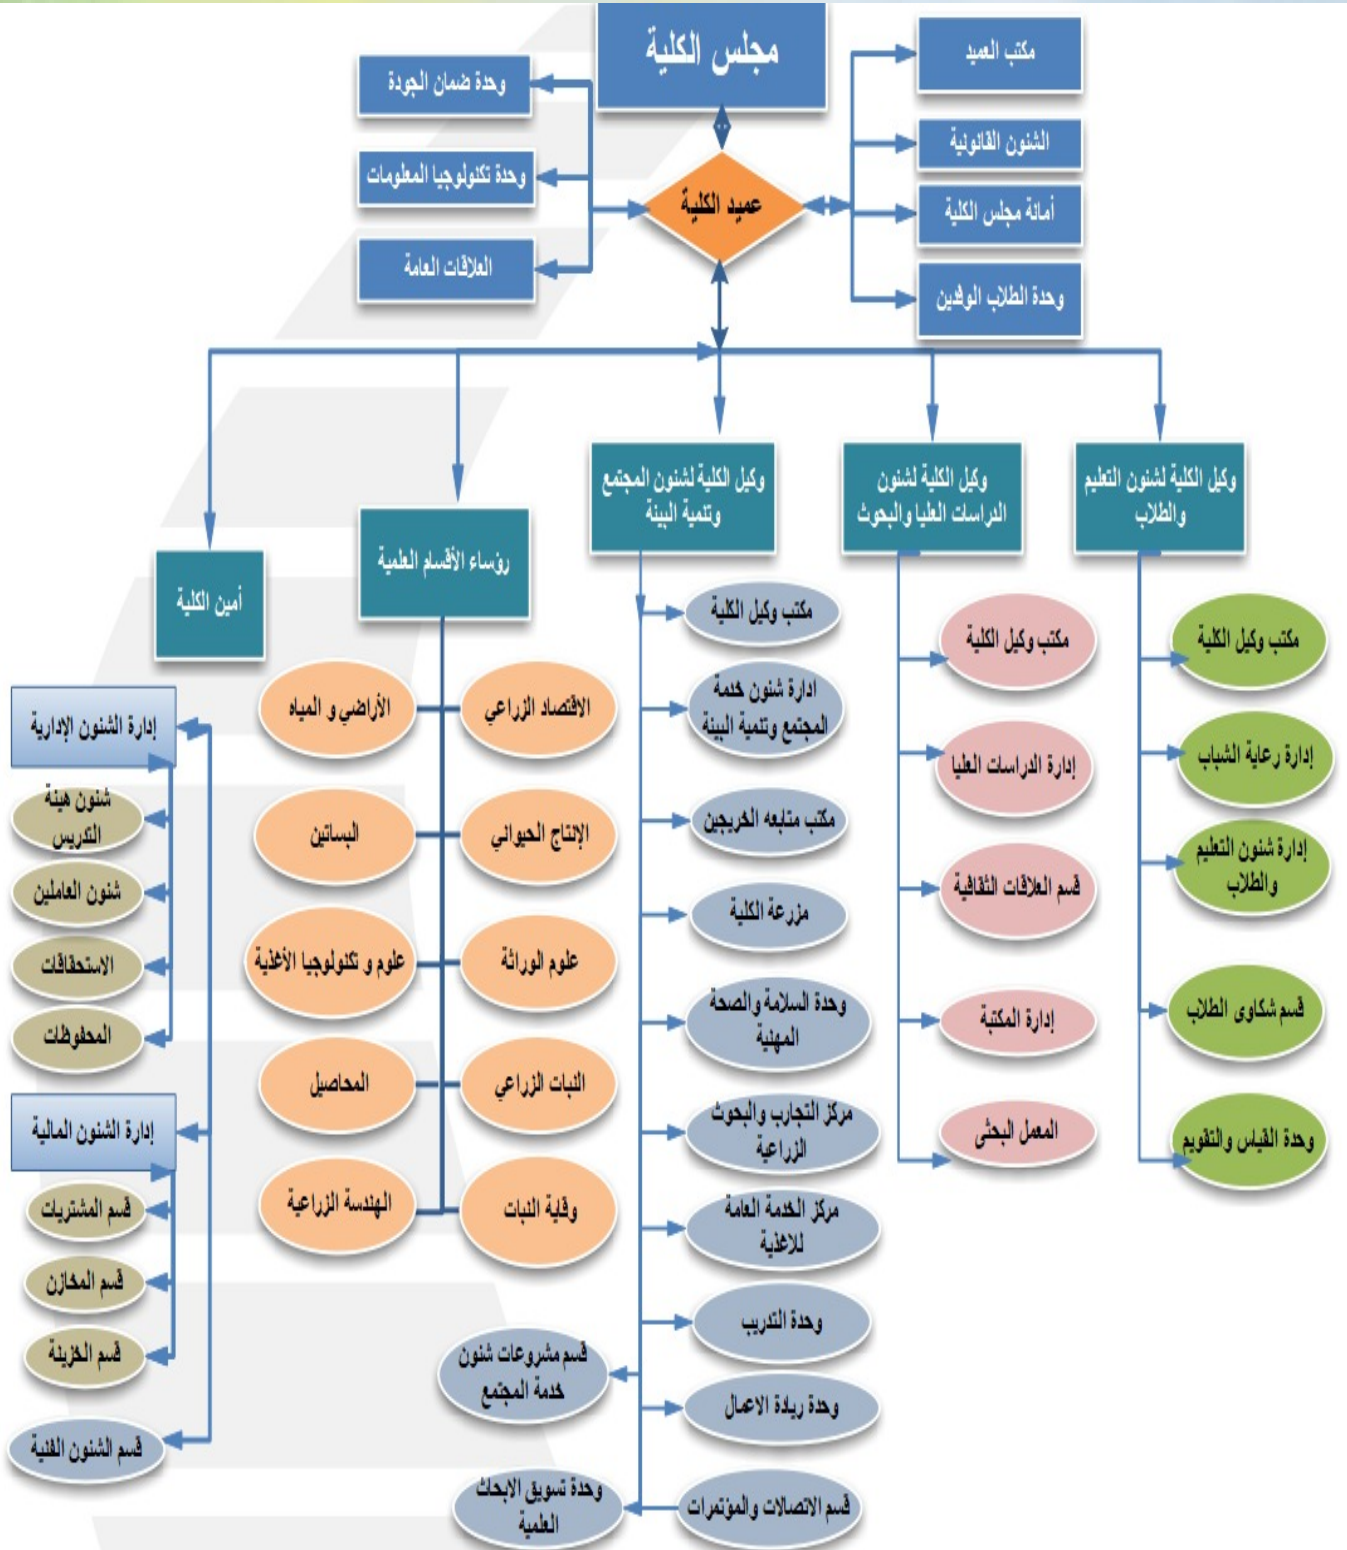 مجلس الكلية
مكتب العميد
الشئون القانونية
أمانة مجلس الكلية
وحدة الطلاب الوفدين
وحدة ضمان الجودة
وحدة تكنولوجيا المعلومات
العلاقات العامة
عميد الكلية
وكيل الكلية لشئون التعليم
والطلاب
مكتب وكيل الكلية
إدارة رعاية الشباب
إدارة شئون التعليم
والطلاب
قسم شكاوى الطلاب
وحدة القياس والتقويم
وكيل الكلية لشئون
الدراسات العليا والبحوث
مكتب وكيل الكلية
إدارة الدراسات العليا
قسم العلاقات الثقافية
إدارة المكتبة
المعمل البحثى
وكيل الكلية لشئون المجتمع
وتنمية البيئة
مكتب وكيل الكلية
ادارة شئون خدمة
المجتمع وتنمية البيئة
مكتب متابعه الخريجين
مزرعة الكلية
وحدة السلامة والصحة
المهنية
مركز التجارب والبحوث
الزراعية
مركز الخدمة العامة
للاغذية
وحدة التدريب
قسم مشروعات شئون
خدمة المجتمع
وحدة ريادة الاعمال
قسم الاتصالات والمؤتمرات
وحدة تسويق الابحاث
العلمية
رؤساء الأقسام العلمية
الاقتصاد الزراعي
الأراضي و المياه
الإنتاج الحيواني
البساتين
علوم الوراثة
علوم و تكنولوجيا الأغذية
النبات الزراعي
المحاصيل
وقاية النبات
الهندسة الزراعية
أمين الكلية
إدارة الشئون الإدارية
شئون هيئة
التدريس
شئون العاملين
الاستحقاقات
المحفوظات
إدارة الشئون المالية
قسم المشتريات
قسم المخازن
قسم الخزينة
قسم الشئون الفنية